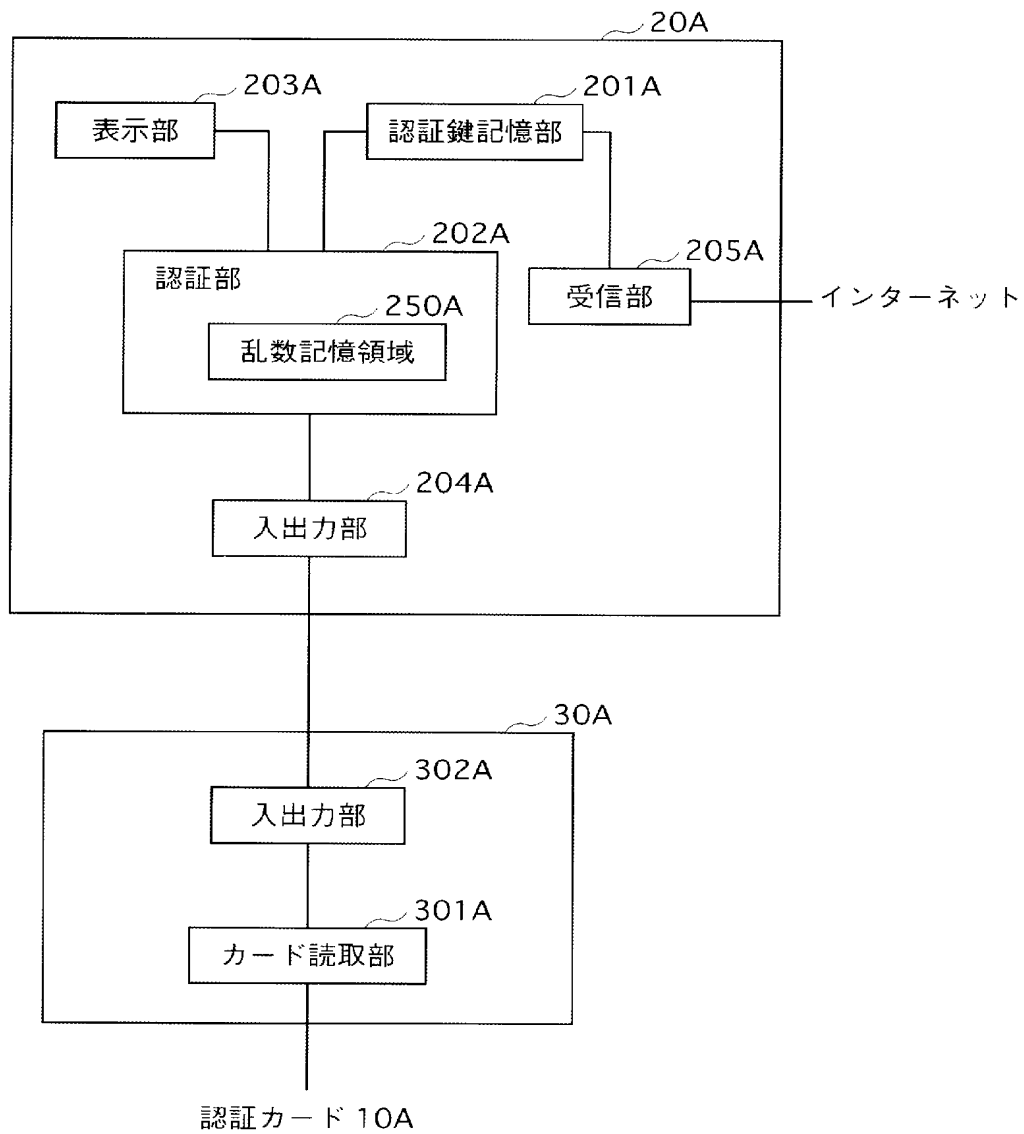 20A
203A
表示部
201A
認証鍵記憶部
202A
認証部
205A
受信部
インターネット
250A
乱数記憶領域
204A
入出力部
30A
302A
入出力部
301A
カード読取部
認証カード 10A